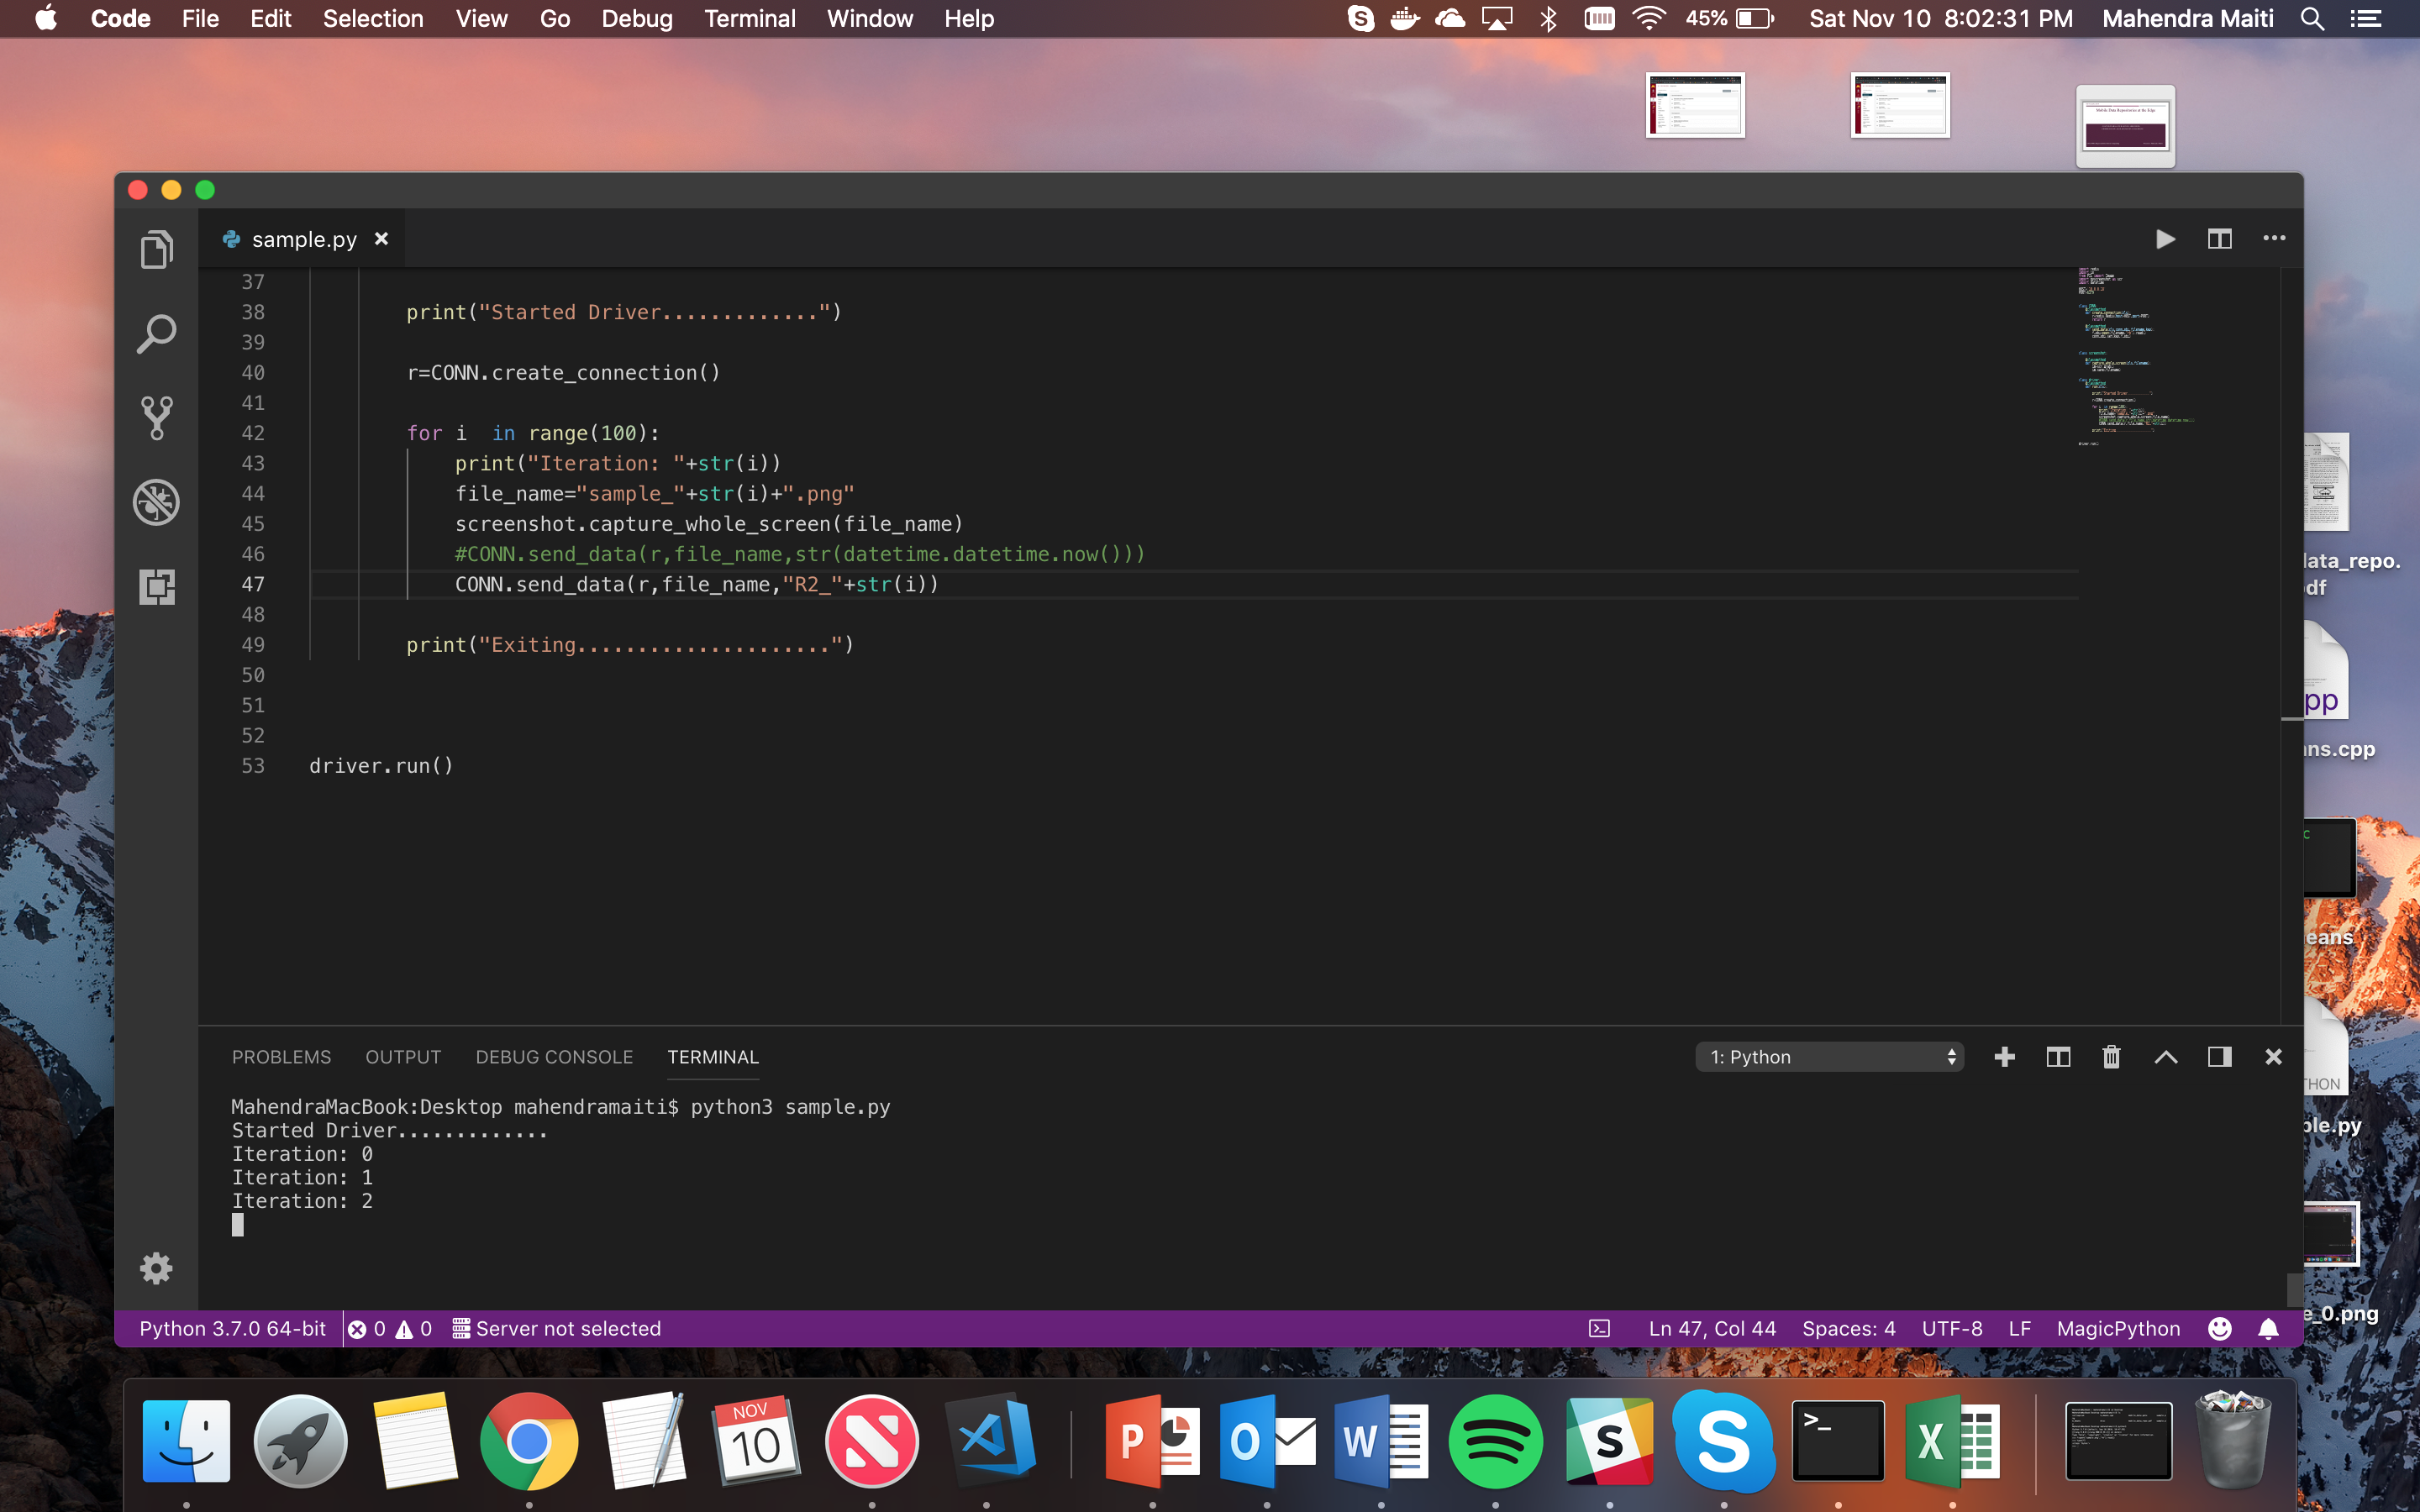 Code File Edit Selection View Go Debug Terminal Window Help 45% Sat Nov 10 8:02:31 PM Mahendra Maiti
sample.py
37
38 print("Started Driver.............")
39
40 r=CONN.create_connection()
41
42 for i  in range(100):
43 print("Iteration: "+str(i))
44 file_name="sample_"+str(i)+".png"
45 screenshot.capture_whole_screen(file_name)
46 #CONN.send_data(r,file_name,str(datetime.datetime.now()))
47 CONN.send_data(r,file_name,"R2_"+str(i))
48
49 print("Exiting.....................")
50
51
52
53 driver.run()
PROBLEMS OUTPUT DEBUG CONSOLE TERMINAL 1: Python
MahendraMacBook:Desktop mahendramaiti$ python3 sample.py
Started Driver.............
Iteration: 0
Iteration: 1
Iteration: 2
Python 3.7.0 64-bit 0 0 Server not selected Ln 47, Col 44 Spaces: 4 UTF-8 LF MagicPython
data_repo.
pp
ns.cpp
eans
THON
ple.py
e_0.png
NOV
10
P O W S S >_ X